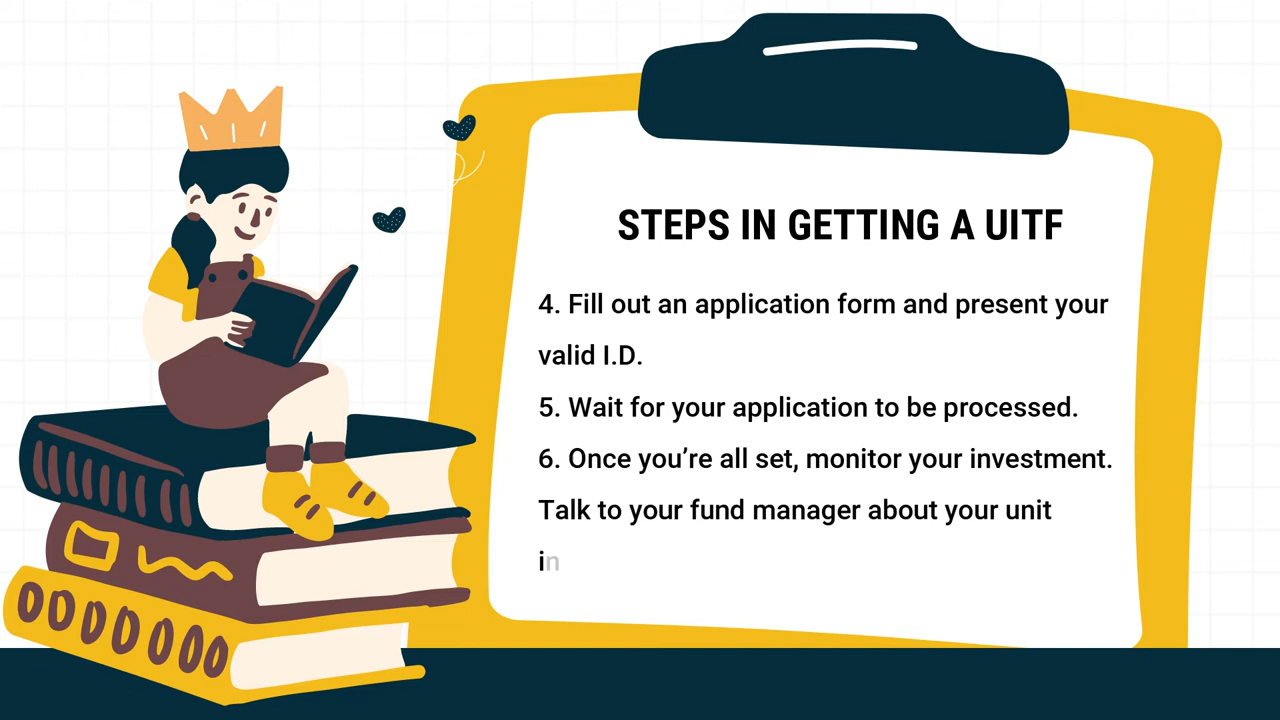 STEPS IN GETTING A UITF
4. Fill out an application form and present your
valid I.D.
5. Wait for your application to be processed.
6. Once you’re all set, monitor your investment.
Talk to your fund manager about your unit
in